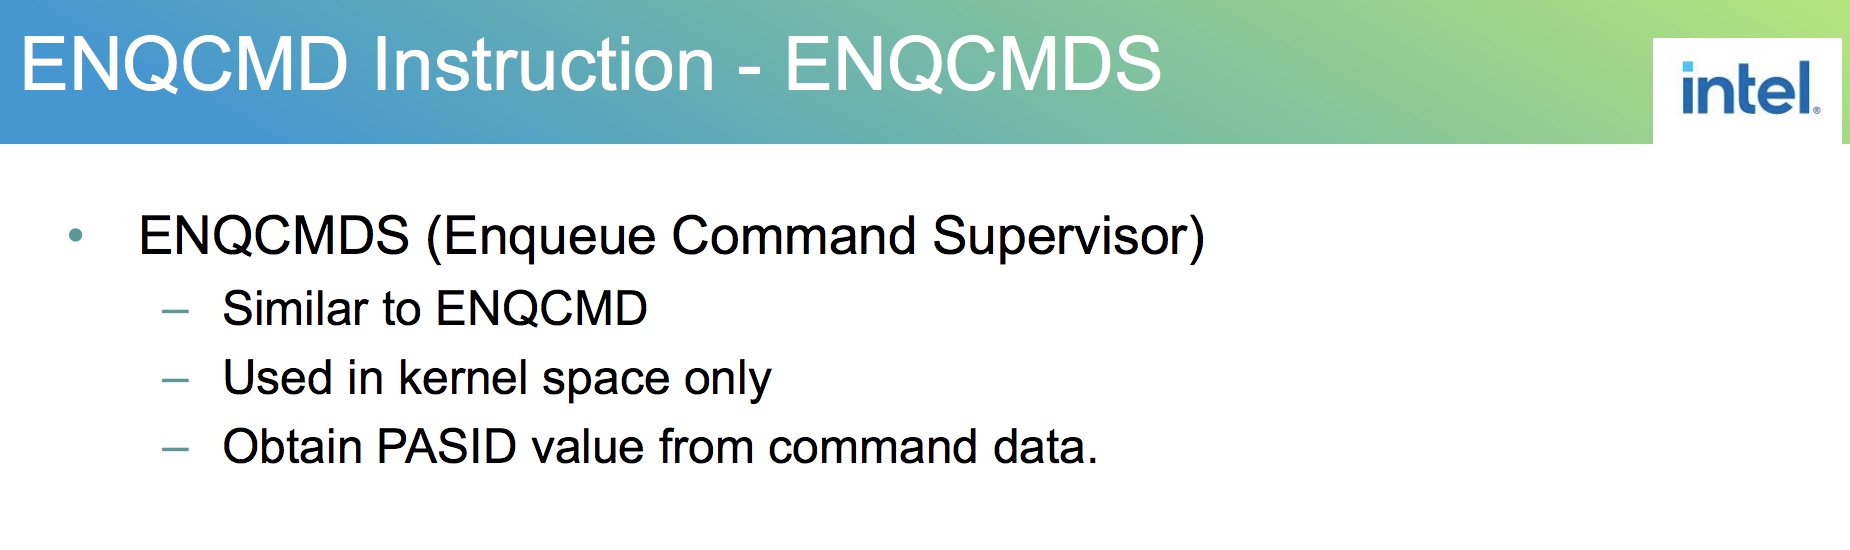 ENQCMD Instruction - ENQCMDS
intel®
• ENQCMDS (Enqueue Command Supervisor)
– Similar to ENQCMD
– Used in kernel space only
– Obtain PASID value from command data.